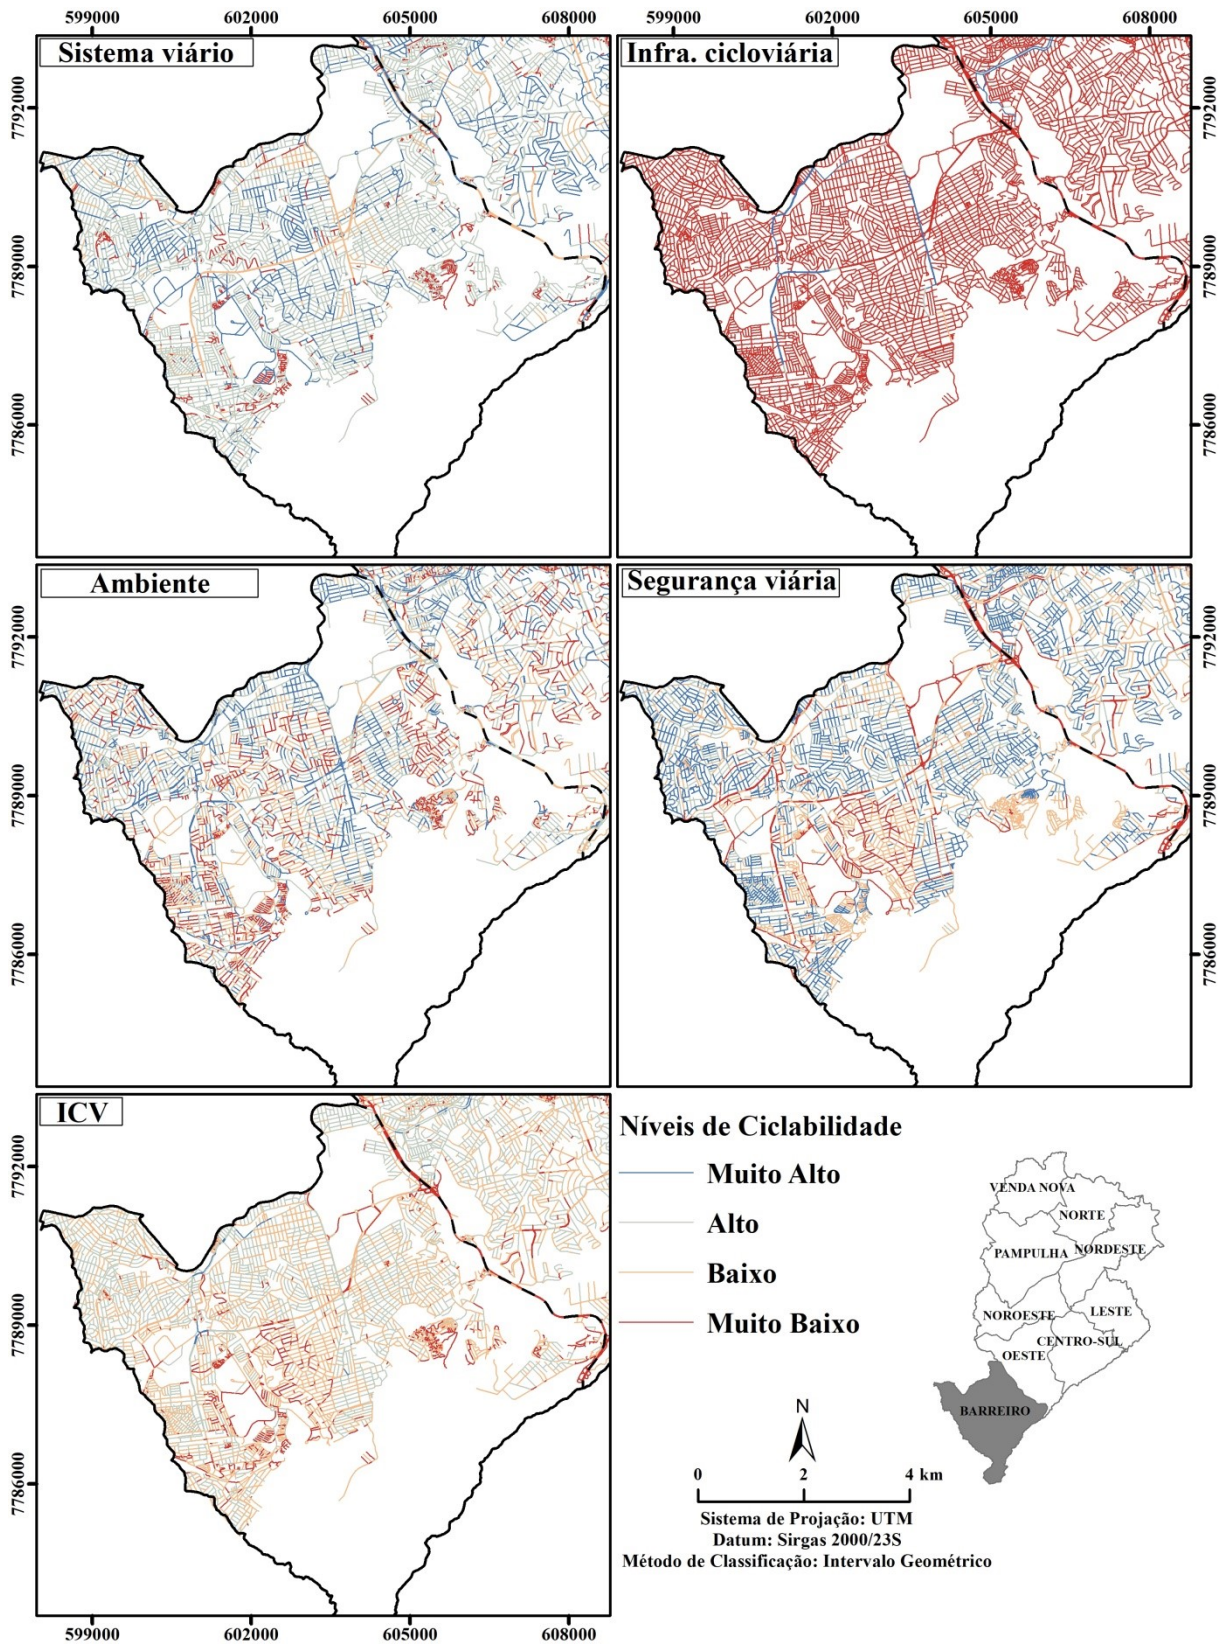 599000 602000 605000 608000 599000 602000 605000 608000
Sistema viário
Infra. cicloviária
7792000
7789000
7786000
7792000
7789000
7786000
Ambiente
Segurança viária
7792000
7789000
7786000
7792000
7789000
7786000
ICV
7792000
7789000
7786000
599000 602000 605000 608000
Níveis de Ciclabilidade
Muito Alto
Alto
Baixo
Muito Baixo
VENDA NOVA
NORTE
PAMPULHA
NORDESTE
NOROESTE
LESTE
CENTRO-SUL
OESTE
BARREIRO
N
0 2 4 km
Sistema de Projação: UTM
Datum: Sirgas 2000/23S
Método de Classificação: Intervalo Geométrico